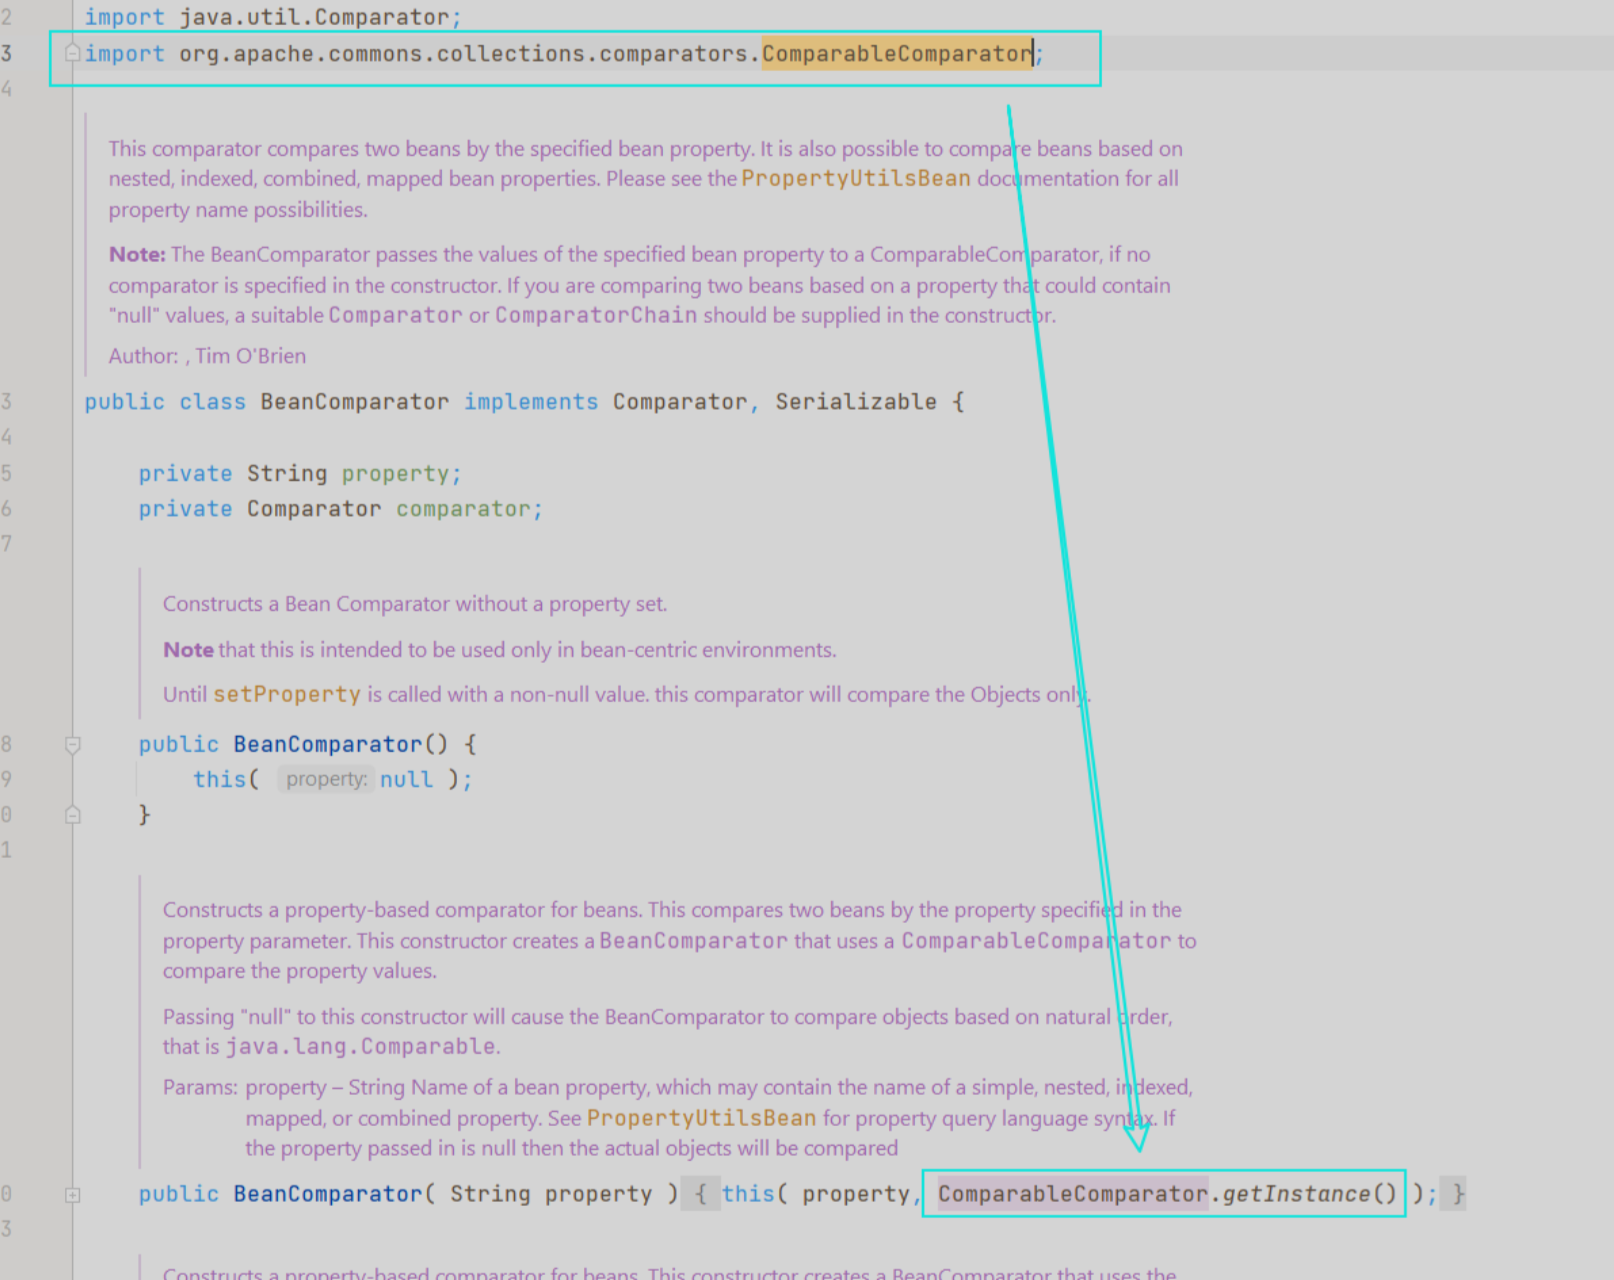 2 import java.util.Comparator;
3 import org.apache.commons.collections.comparators.ComparableComparator;
4
This comparator compares two beans by the specified bean property. It is also possible to compare beans based on
nested, indexed, combined, mapped bean properties. Please see the PropertyUtilsBean documentation for all
property name possibilities.
Note: The BeanComparator passes the values of the specified bean property to a ComparableComparator, if no
comparator is specified in the constructor. If you are comparing two beans based on a property that could contain
"null" values, a suitable Comparator or ComparatorChain should be supplied in the constructor.
Author: , Tim O'Brien
3 public class BeanComparator implements Comparator, Serializable {
4
5 private String property;
6 private Comparator comparator;
7
Constructs a Bean Comparator without a property set.
Note that this is intended to be used only in bean-centric environments.
Until setProperty is called with a non-null value. this comparator will compare the Objects only.
8 public BeanComparator() {
9 this( property: null );
0 }
1
Constructs a property-based comparator for beans. This compares two beans by the property specified in the
property parameter. This constructor creates a BeanComparator that uses a ComparableComparator to
compare the property values.
Passing "null" to this constructor will cause the BeanComparator to compare objects based on natural order,
that is java.lang.Comparable.
Params: property – String Name of a bean property, which may contain the name of a simple, nested, indexed,
mapped, or combined property. See PropertyUtilsBean for property query language syntax. If
the property passed in is null then the actual objects will be compared
0 public BeanComparator( String property ) { this( property, ComparableComparator.getInstance() ); }
3
Constructs a property-based comparator for beans. This constructor creates a BeanComparator that uses the